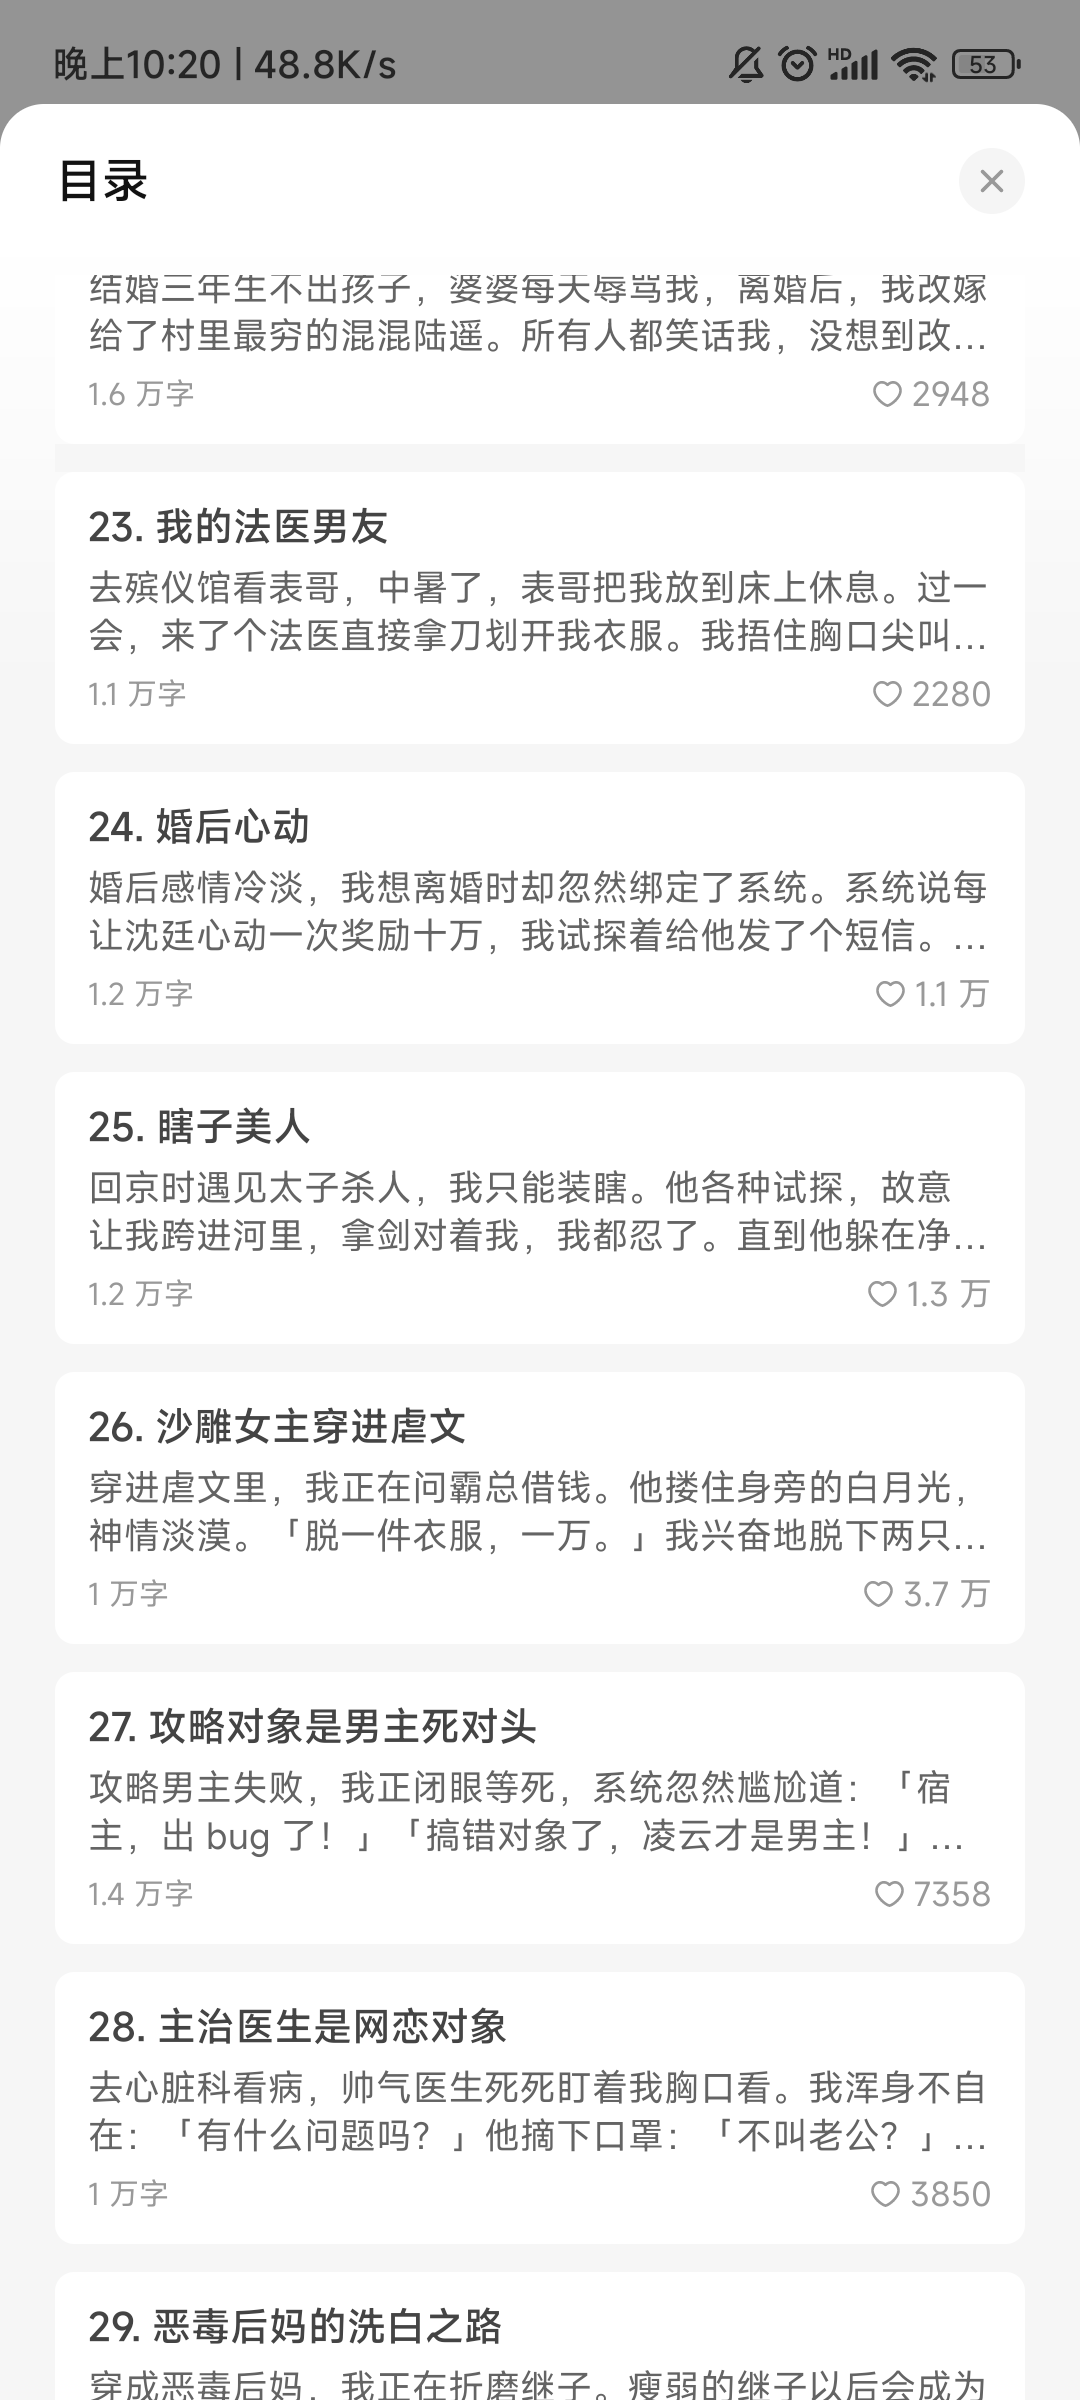 晚上10:20 | 48.8K/s
HD
53
目录
结婚三年生不出孩子，婆婆每天辱骂我，离婚后，我改嫁
给了村里最穷的混混陆遥。所有人都笑话我，没想到改...
1.6 万字
2948
23. 我的法医男友
去殡仪馆看表哥，中暑了，表哥把我放到床上休息。过一
会，来了个法医直接拿刀划开我衣服。我捂住胸口尖叫...
1.1 万字
2280
24. 婚后心动
婚后感情冷淡，我想离婚时却忽然绑定了系统。系统说每
让沈廷心动一次奖励十万，我试探着给他发了个短信。...
1.2 万字
1.1 万
25. 瞎子美人
回京时遇见太子杀人，我只能装瞎。他各种试探，故意
让我跨进河里，拿剑对着我，我都忍了。直到他躲在净...
1.2 万字
1.3 万
26. 沙雕女主穿进虐文
穿进虐文里，我正在问霸总借钱。他搂住身旁的白月光，
神情淡漠。「脱一件衣服，一万。」我兴奋地脱下两只...
1 万字
3.7 万
27. 攻略对象是男主死对头
攻略男主失败，我正闭眼等死，系统忽然尴尬道：「宿
主，出 bug 了！」「搞错对象了，凌云才是男主！」...
1.4 万字
7358
28. 主治医生是网恋对象
去心脏科看病，帅气医生死死盯着我胸口看。我浑身不自
在：「有什么问题吗？」他摘下口罩：「不叫老公？」...
1 万字
3850
29. 恶毒后妈的洗白之路
穿成恶毒后妈，我正在折磨继子。瘦弱的继子以后会成为